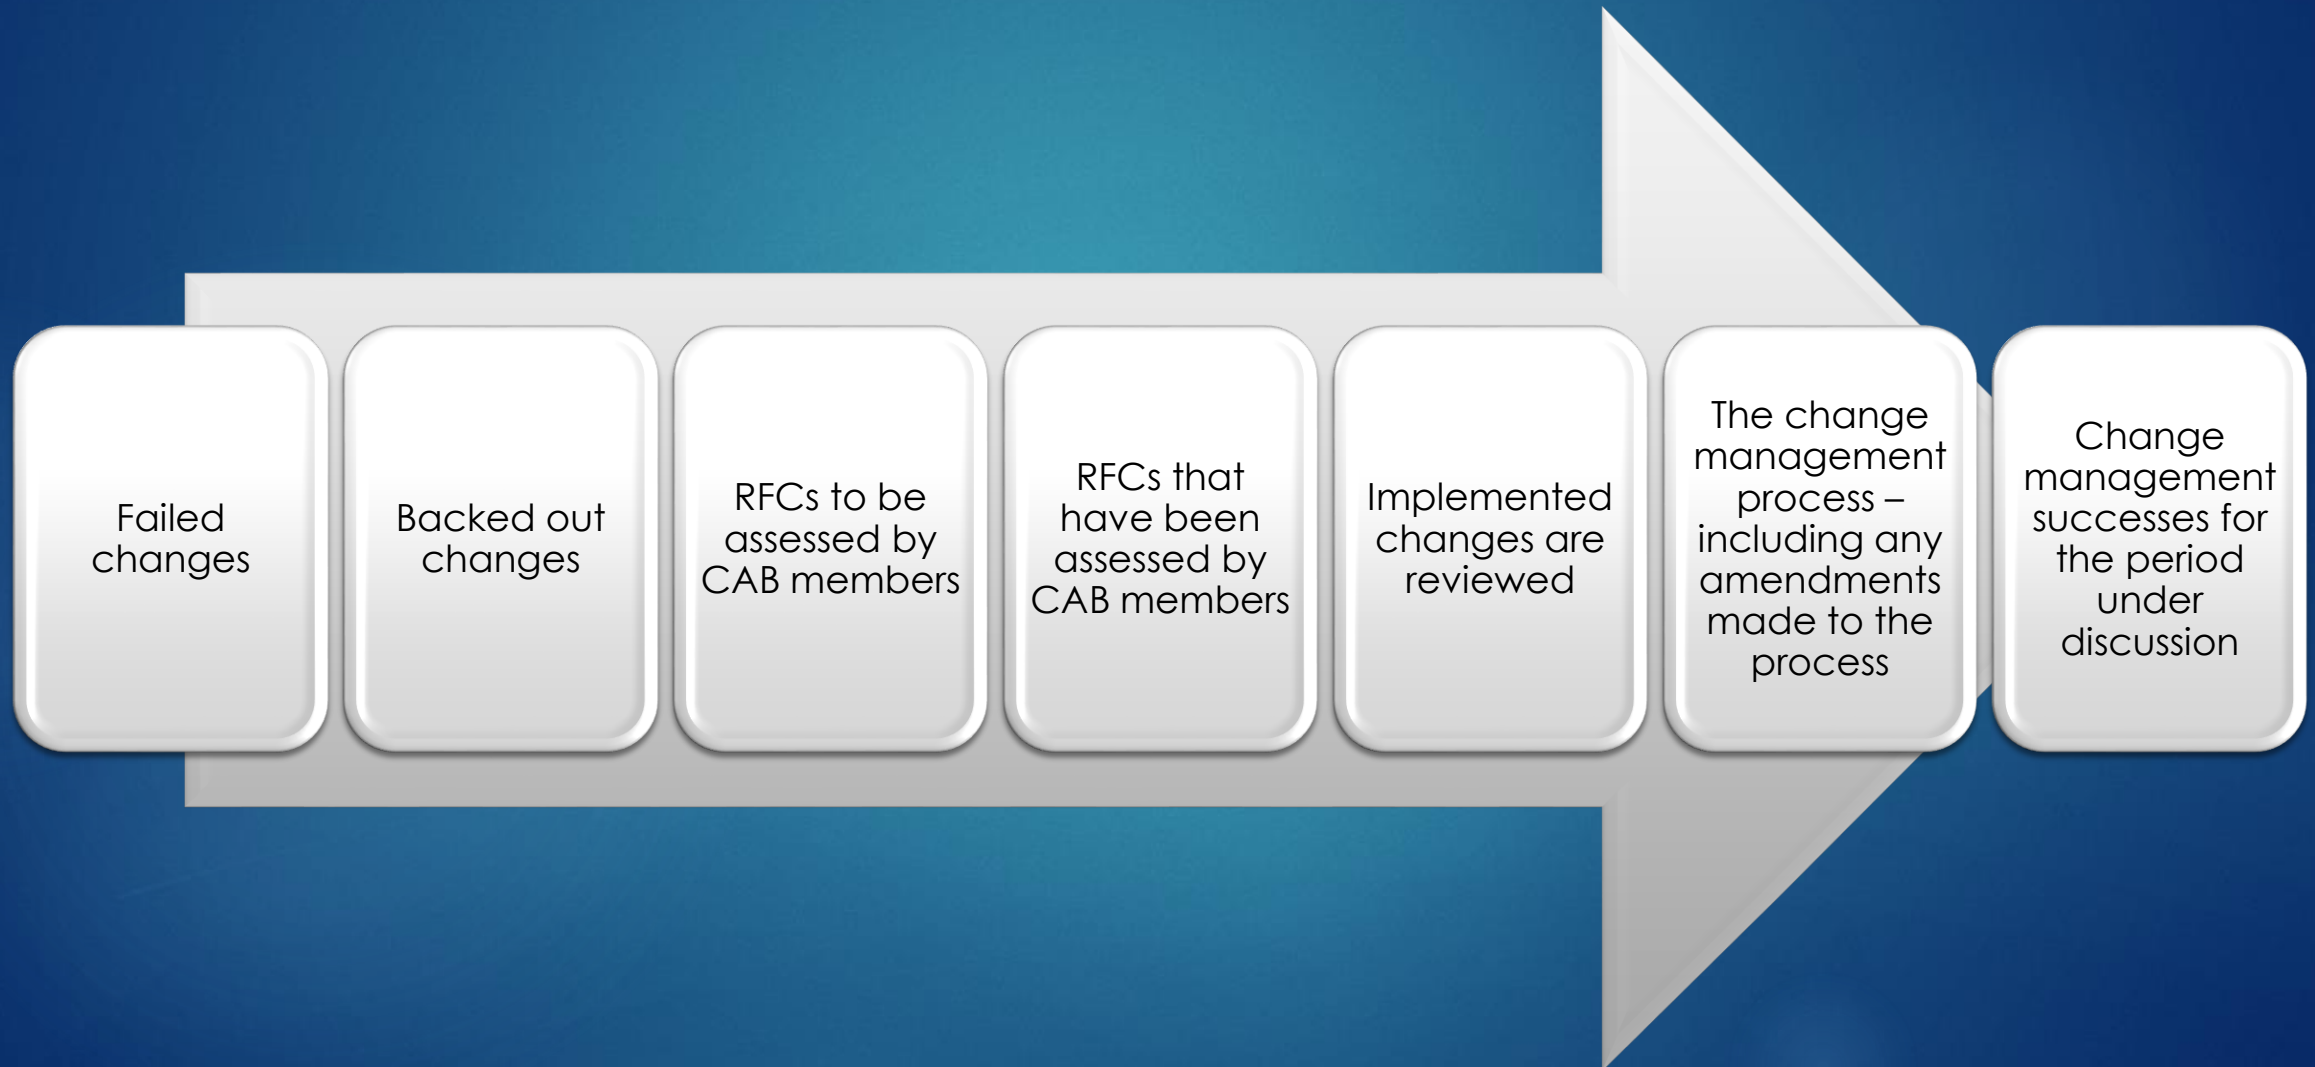 Failed
changes
Backed out
changes
RFCs to be
assessed by
CAB members
RFCs that
have been
assessed by
CAB members
Implemented
changes are
reviewed
The change
management
process –
including any
amendments
made to the
process
Change
management
successes for
the period
under
discussion